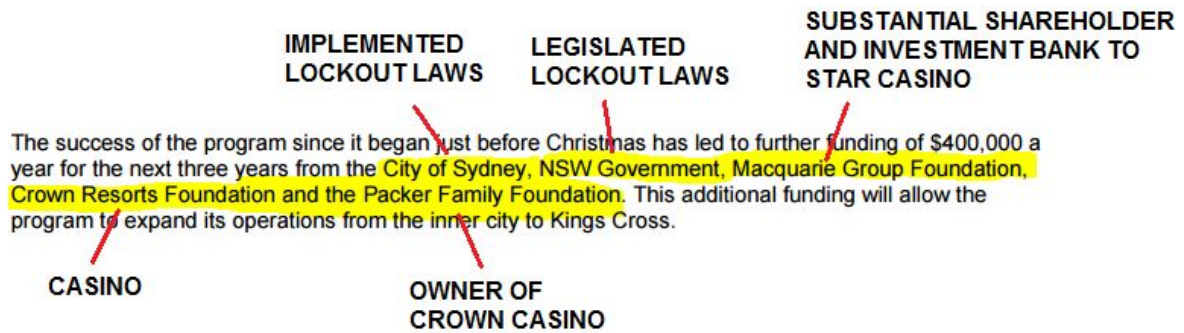 SUBSTANTIAL SHAREHOLDER
AND INVESTMENT BANK TO
STAR CASINO
IMPLEMENTED
LOCKOUT LAWS
LEGISLATED
LOCKOUT LAWS
The success of the program since it began just before Christmas has led to further funding of $400,000 a
year for the next three years from the City of Sydney, NSW Government, Macquarie Group Foundation,
Crown Resorts Foundation and the Packer Family Foundation. This additional funding will allow the
program to expand its operations from the inner city to Kings Cross.
CASINO
OWNER OF
CROWN CASINO